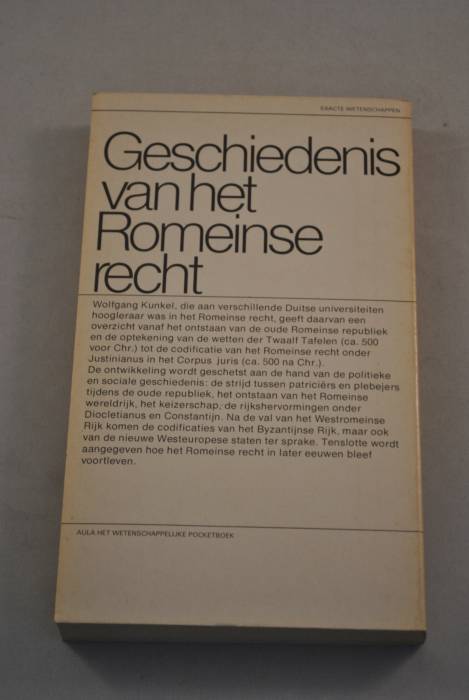 EXACTE WETENSCHAPPEN
Geschiedenis
van het
Romeinse
recht
Wolfgang Kunkel, die aan verschillende Duitse universiteiten
hoogleraar was in het Romeinse recht, geeft daarvan een
overzicht vanaf het ontstaan van de oude Romeinse republiek
en de optekening van de wetten der Twaalf Tafelen (ca. 500
voor Chr.) tot de codificatie van het Romeinse recht onder
Justinianus in het Corpus juris (ca. 500 na Chr.).
De ontwikkeling wordt geschetst aan de hand van de politieke
en sociale geschiedenis: de strijd tussen patriciërs en plebejers
tijdens de oude republiek, het ontstaan van het Romeinse
wereldrijk, het keizerschap, de rijkshervormingen onder
Diocletianus en Constantijn. Na de val van het Westromeinse
Rijk komen de codificaties van het Byzantijnse Rijk, maar ook
van de nieuwe Westeuropese staten ter sprake. Tenslotte wordt
aangegeven hoe het Romeinse recht in later eeuwen bleef
voortleven.
AULA HET WETENSCHAPPELIJKE POCKETBOEK